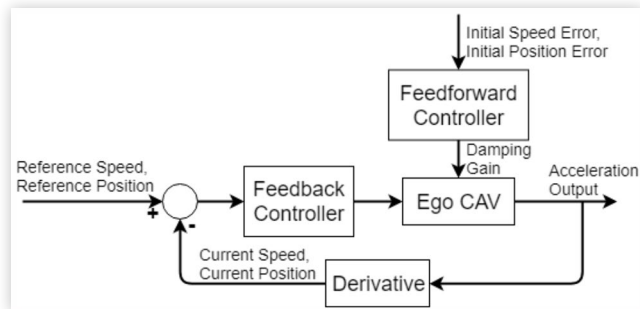 Initial Speed Error,
Initial Position Error
Feedforward
Controller
Damping
Gain
Reference Speed,
Reference Position
+
-
Feedback
Controller
Ego CAV
Acceleration
Output
Current Speed,
Current Position
Derivative